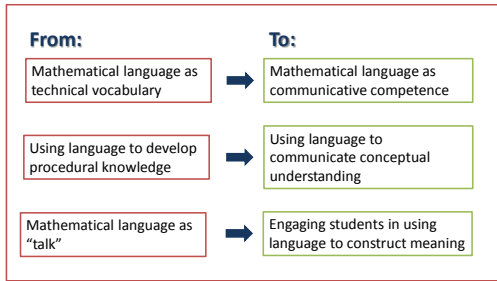 From:
To:
Mathematical language as
technical vocabulary
Mathematical language as
communicative competence
Using language to develop
procedural knowledge
Using language to
communicate conceptual
understanding
Mathematical language as
“talk”
Engaging students in using
language to construct meaning